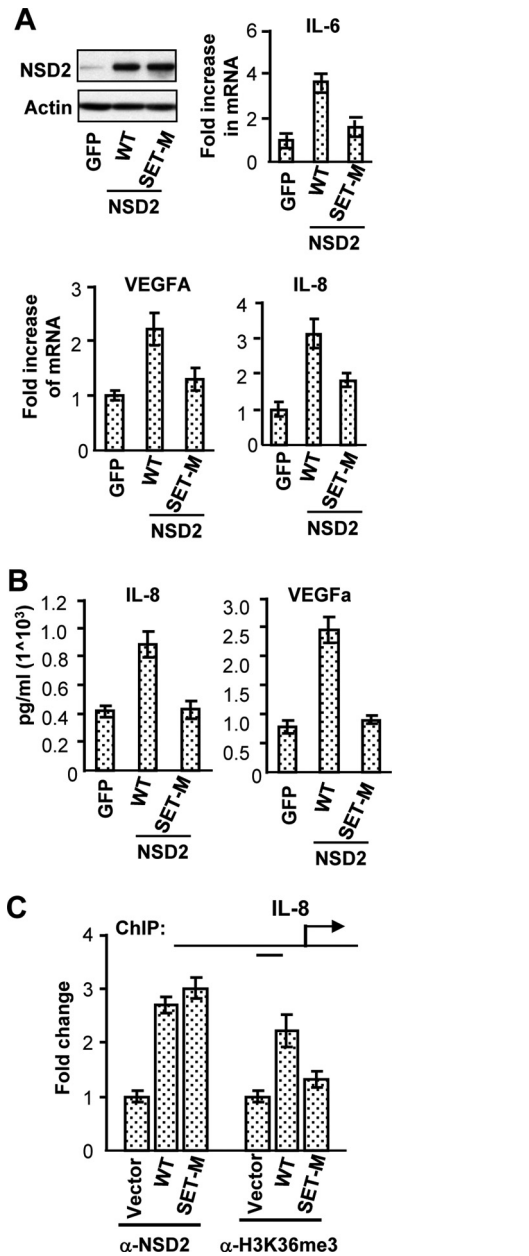 A
NSD2
Actin
GFP
WT
SET-M
NSD2
IL-6
Fold increase
in mRNA
6
4
2
0
GFP
WT
SET-M
NSD2
VEGFA
Fold increase
of mRNA
3
2
1
0
GFP
WT
SET-M
NSD2
IL-8
4
3
2
1
0
GFP
WT
SET-M
NSD2
B
IL-8
pg/ml (1^10³)
1.2
1.0
0.8
0.6
0.4
0.2
0
GFP
WT
SET-M
NSD2
VEGFa
3.0
2.5
2.0
1.5
1.0
0.5
0
GFP
WT
SET-M
NSD2
C
IL-8
ChIP:
Fold change
4
3
2
1
0
Vector
WT
SET-M
Vector
WT
SET-M
α-NSD2
α-H3K36me3